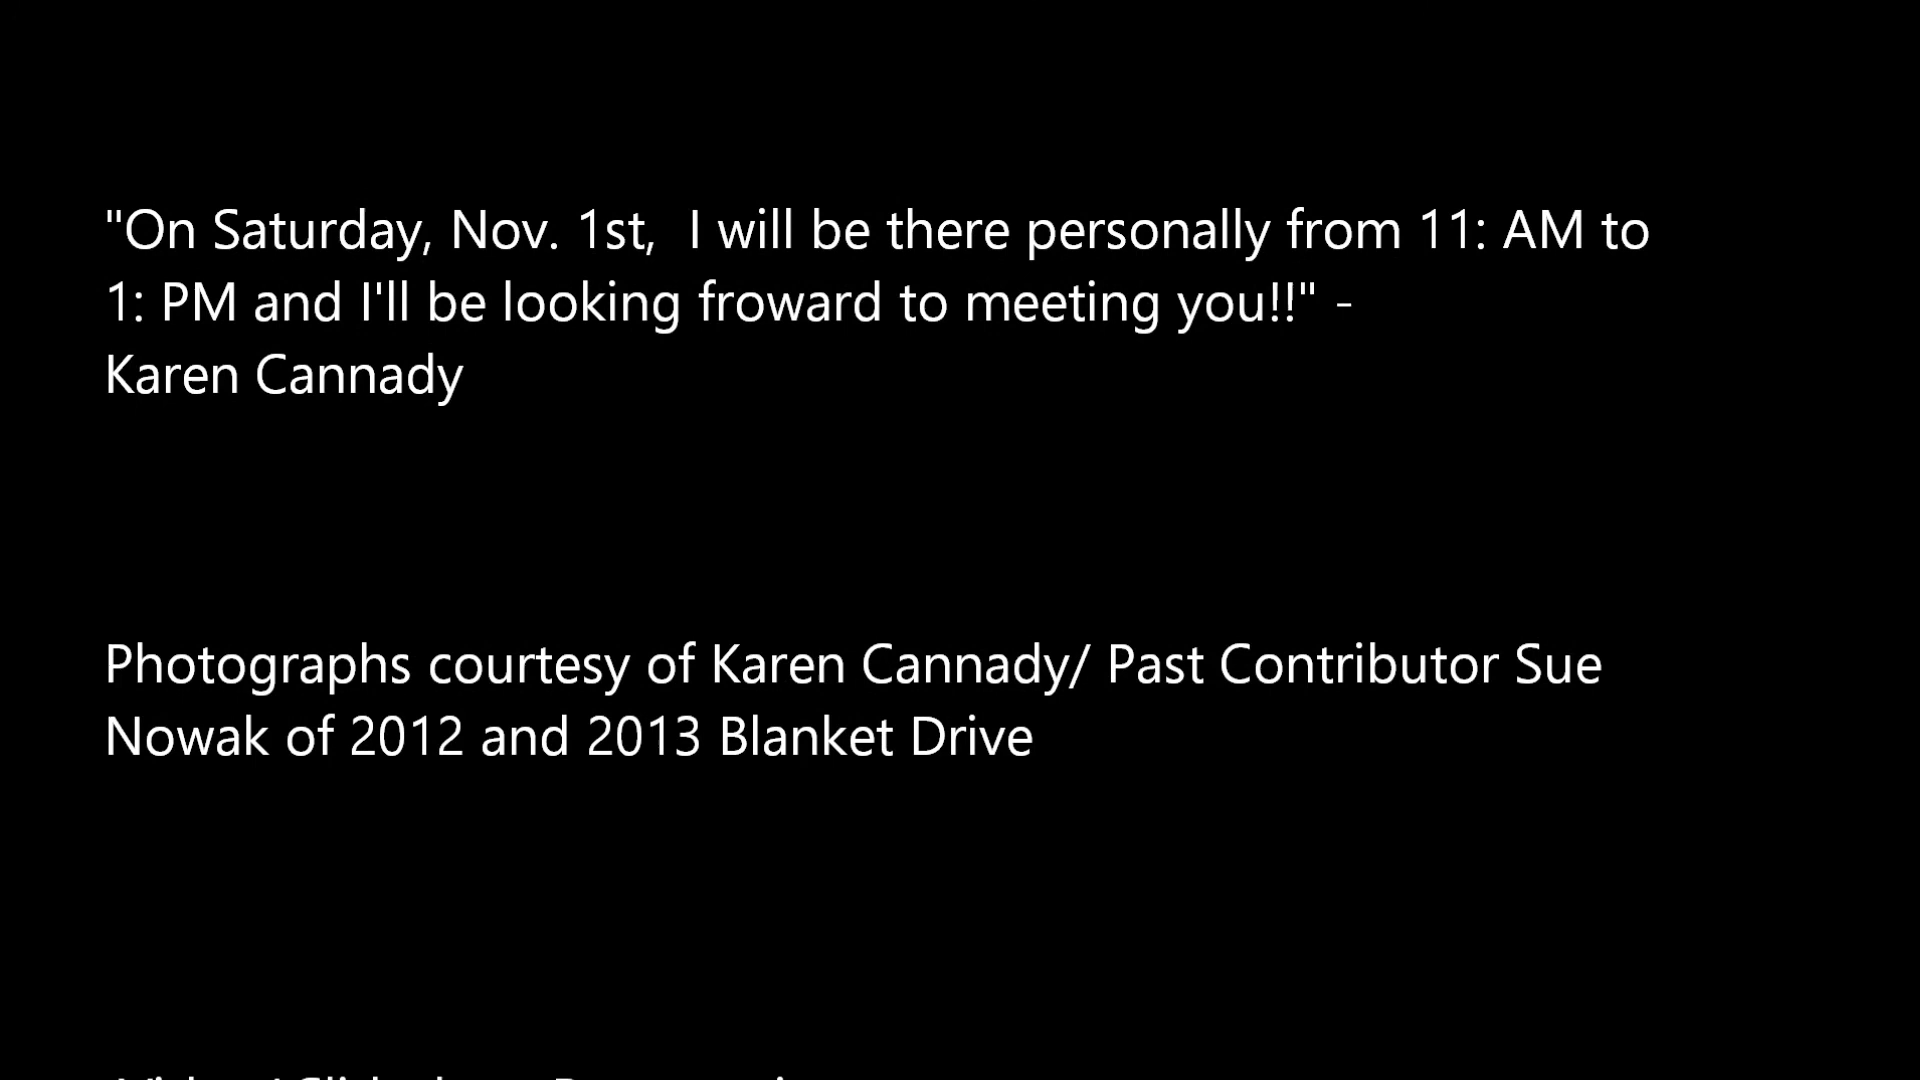 "On Saturday, Nov. 1st,  I will be there personally from 11: AM to
1: PM and I'll be looking froward to meeting you!!" -
Karen Cannady
Photographs courtesy of Karen Cannady/ Past Contributor Sue
Nowak of 2012 and 2013 Blanket Drive